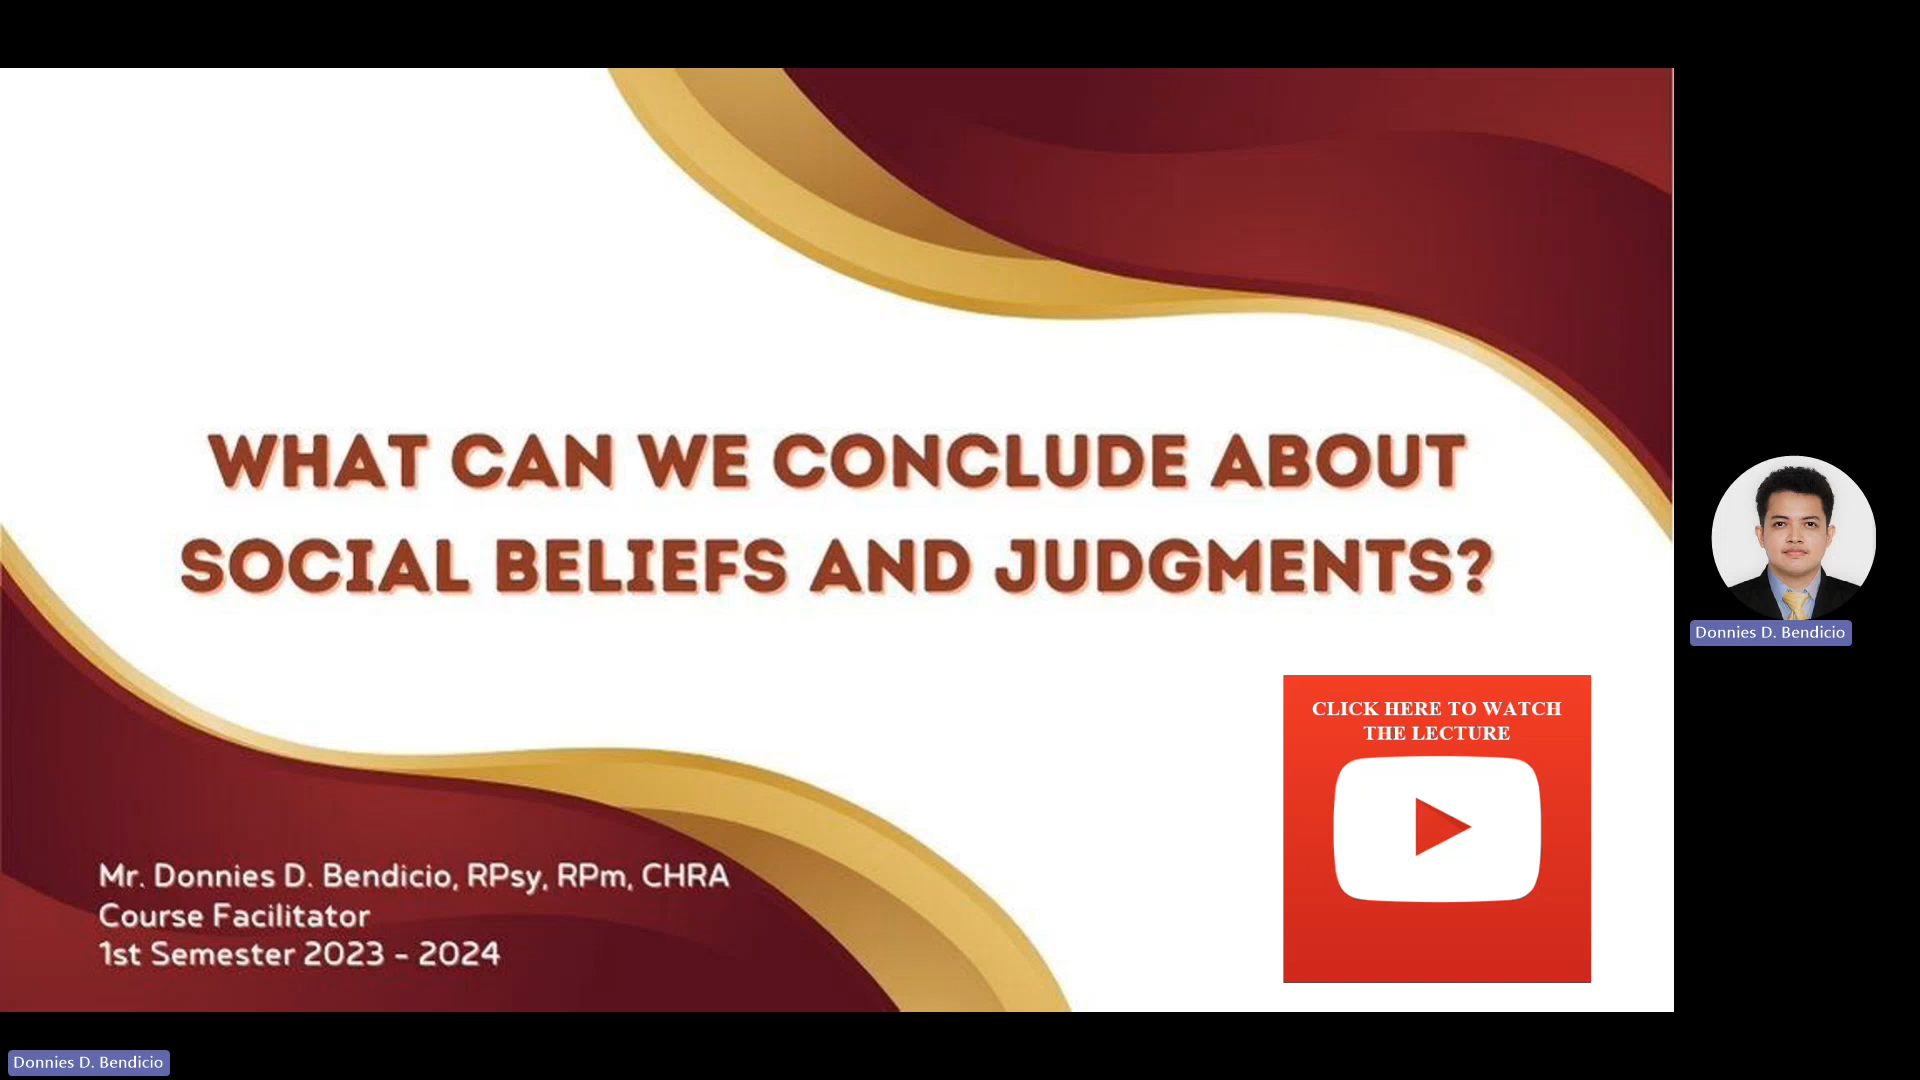 WHAT CAN WE CONCLUDE ABOUT
SOCIAL BELIEFS AND JUDGMENTS?
CLICK HERE TO WATCH
THE LECTURE
Mr. Donnies D. Bendicio, RPsy, RPm, CHRA
Course Facilitator
1st Semester 2023 - 2024
Donnies D. Bendicio
Donnies D. Bendicio